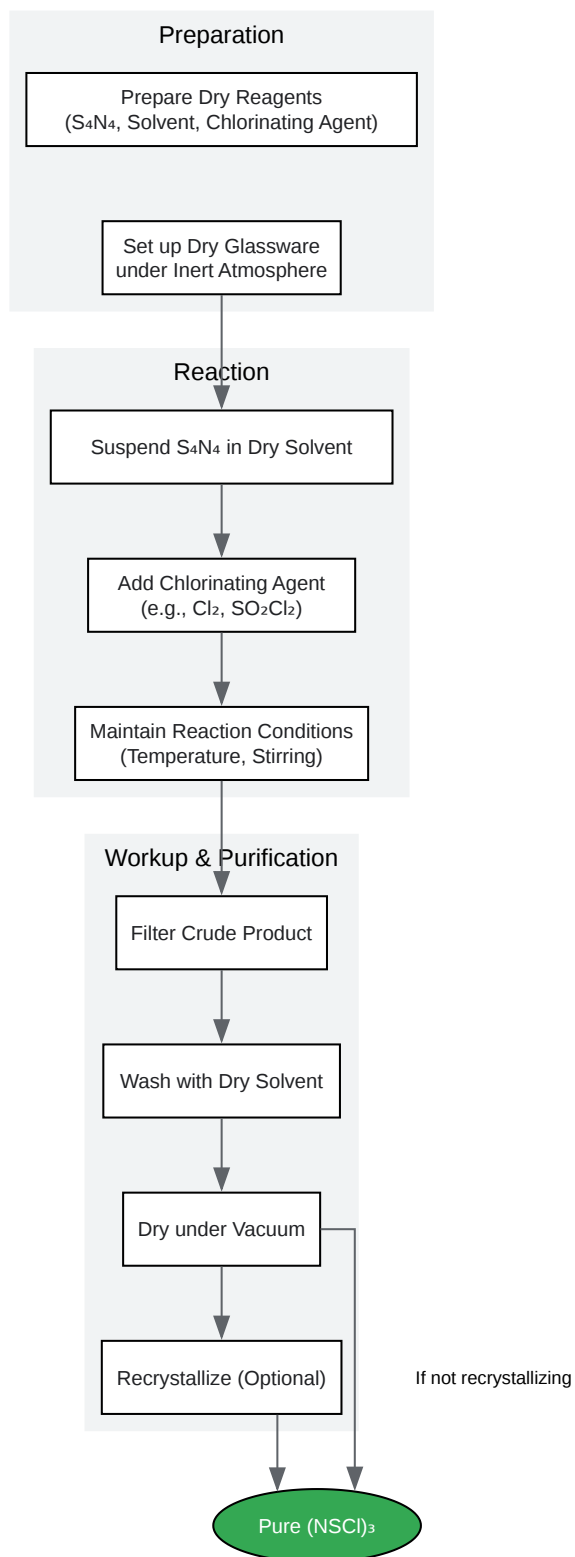 Preparation
Prepare Dry Reagents
(S₄N₄, Solvent, Chlorinating Agent)
Set up Dry Glassware
under Inert Atmosphere
Reaction
Suspend S₄N₄ in Dry Solvent
Add Chlorinating Agent
(e.g., Cl₂, SO₂Cl₂)
Maintain Reaction Conditions
(Temperature, Stirring)
Workup & Purification
Filter Crude Product
Wash with Dry Solvent
Dry under Vacuum
Recrystallize (Optional)
If not recrystallizing
Pure (NSCl)₃